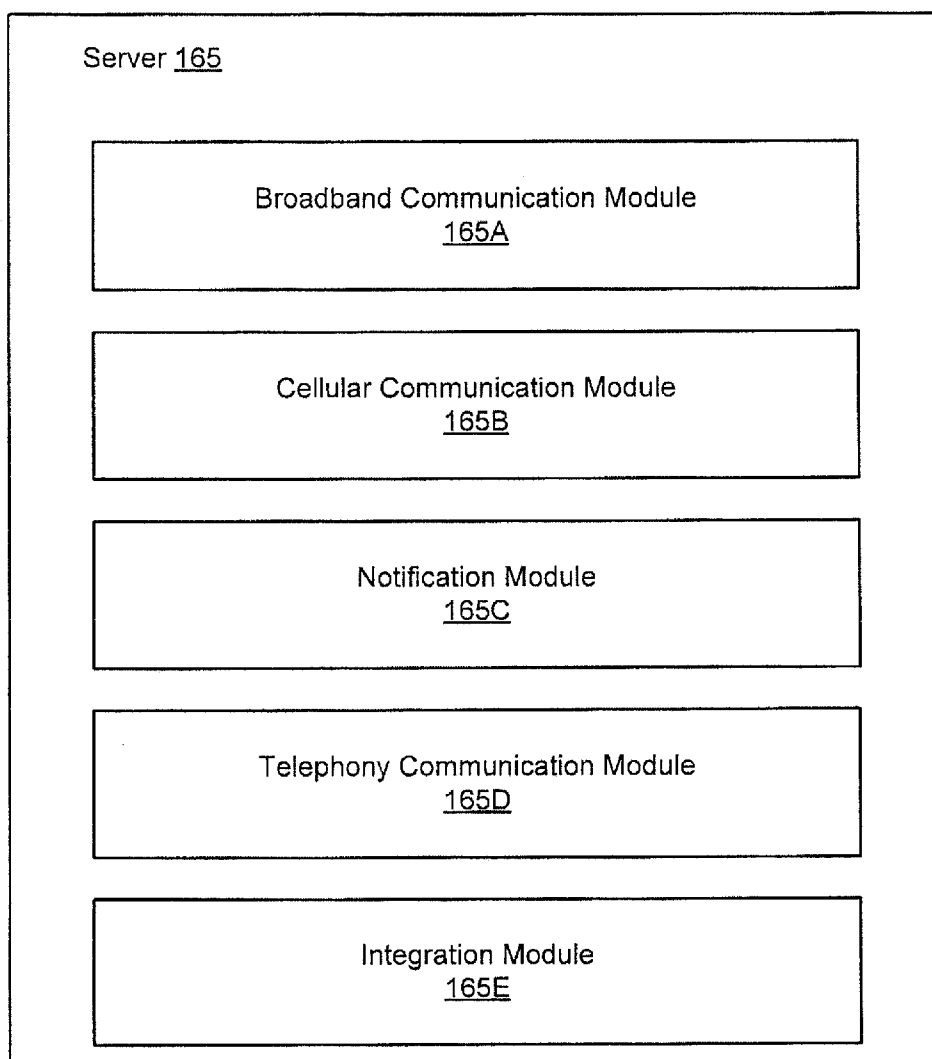 Server 165
Broadband Communication Module
165A
Cellular Communication Module
165B
Notification Module
165C
Telephony Communication Module
165D
Integration Module
165E